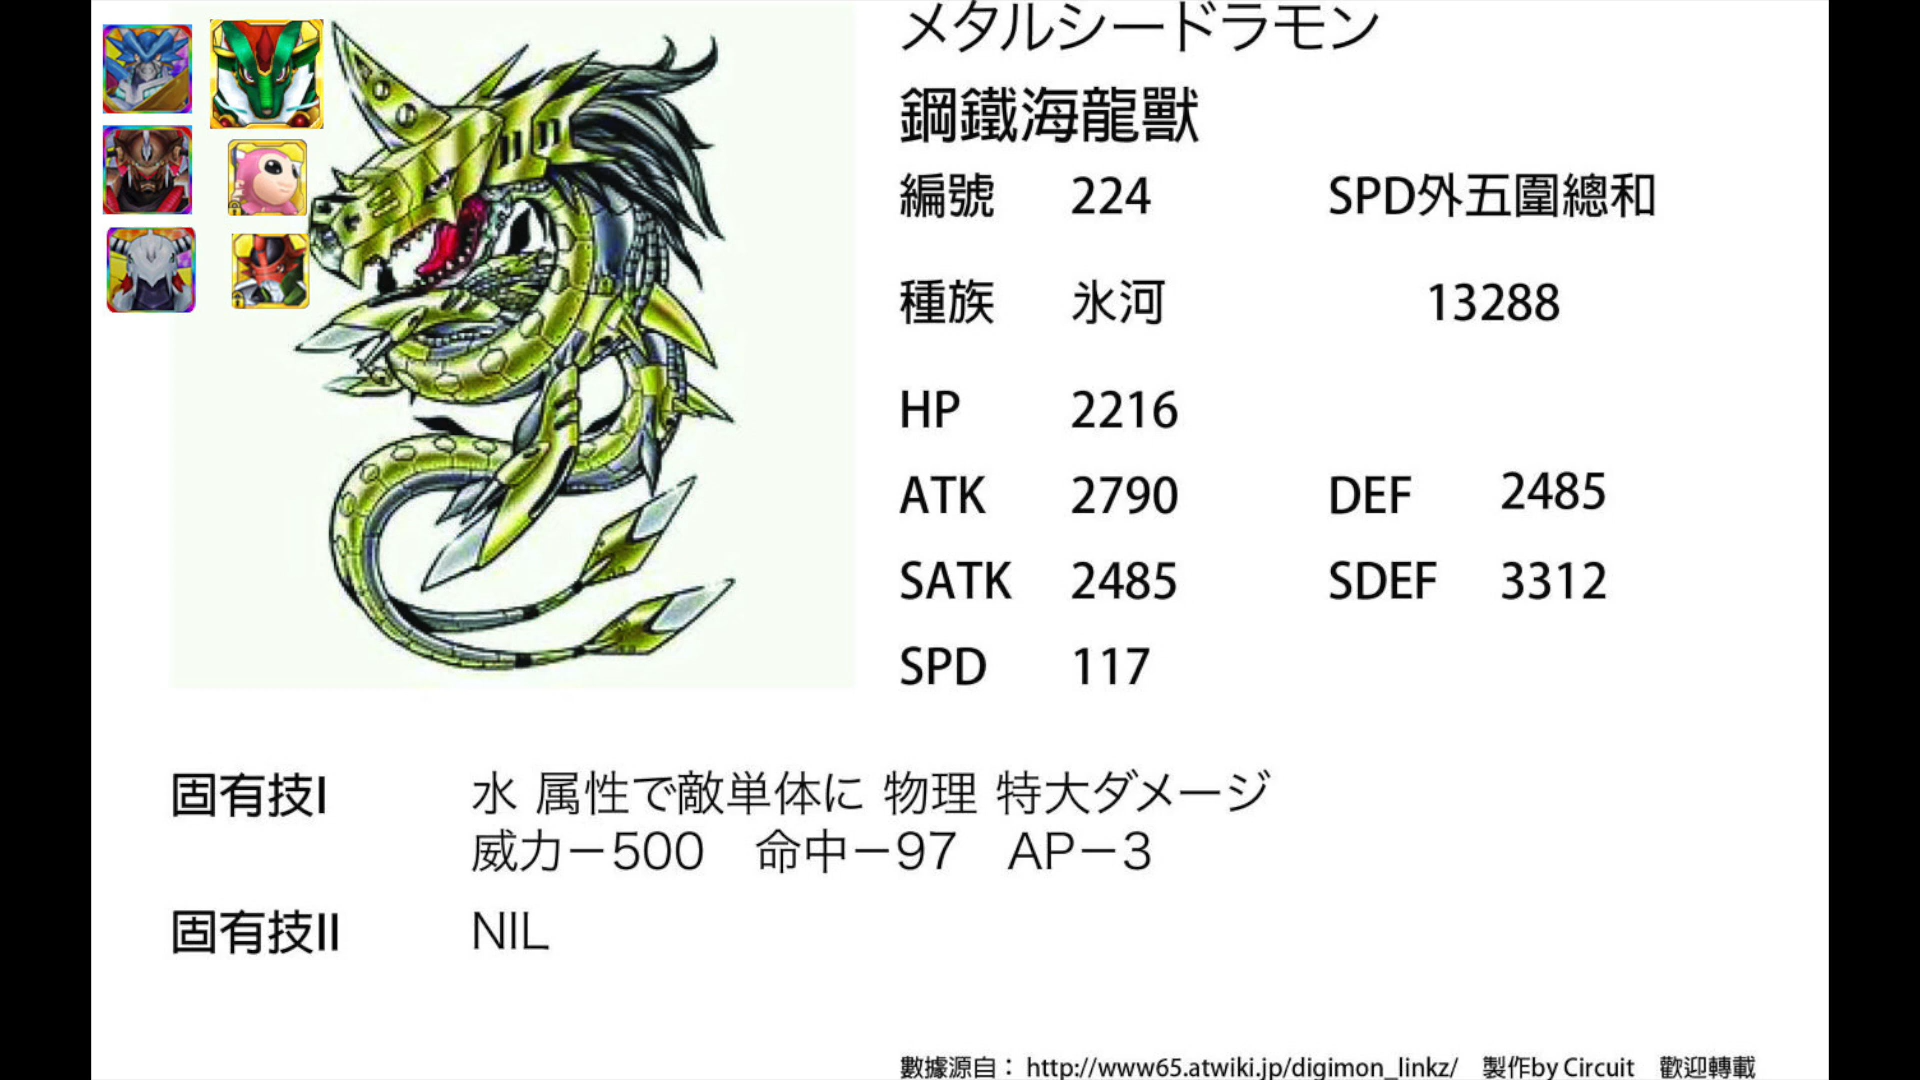 メタルシードラモン
鋼鐵海龍獸
編號 224 SPD外五圍總和
種族 氷河 13288
HP 2216
ATK 2790 DEF 2485
SATK 2485 SDEF 3312
SPD 117
固有技I 水 属性で敵単体に 物理 特大ダメージ
威力－500 命中－97 AP－3
固有技II NIL
數據源自： http://www65.atwiki.jp/digimon_linkz/ 製作by Circuit 歡迎轉載